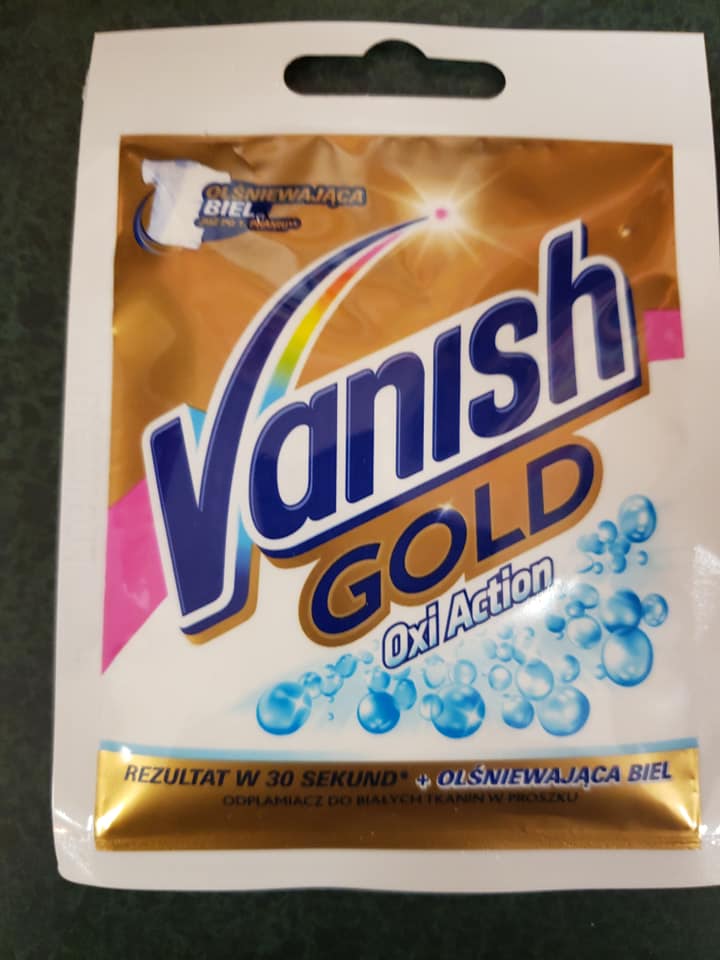 OLŚNIEWAJĄCA
BIEL
Vanish
GOLD
Oxi Action
REZULTAT W 30 SEKUND* + OLŚNIEWAJĄCA BIEL
ODPLAMIACZ DO BIAŁYCH TKANIN W PROSZKU